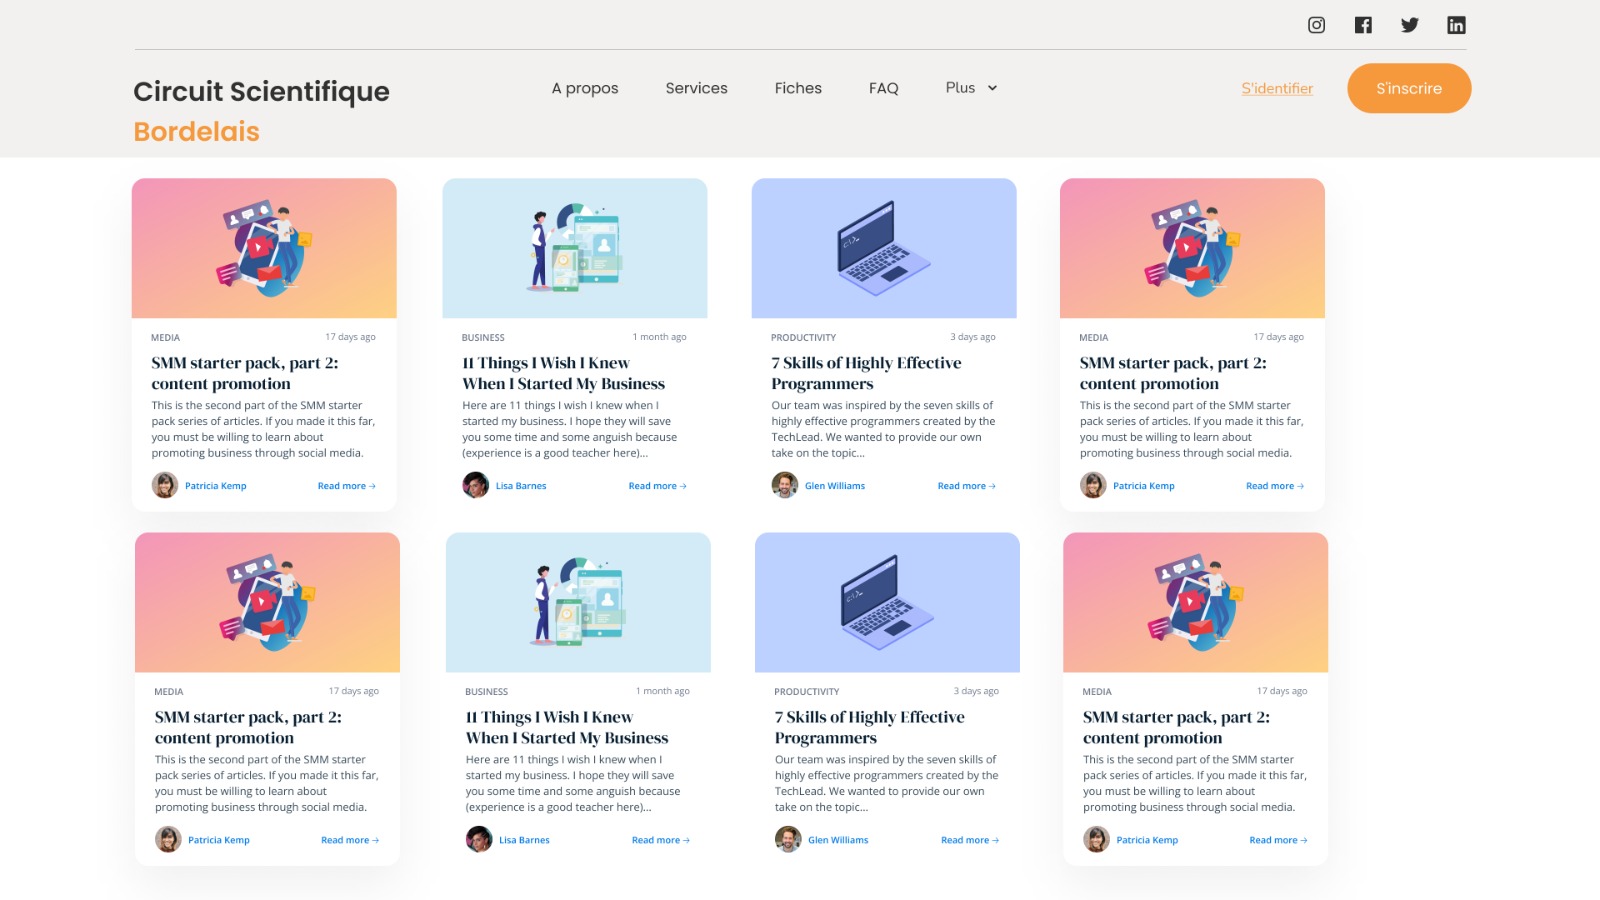 Circuit Scientifique
Bordelais
A propos
Services
Fiches
FAQ
Plus
S'identifier
S'inscrire
C:\>_
MEDIA
17 days ago
SMM starter pack, part 2:
content promotion
This is the second part of the SMM starter
pack series of articles. If you made it this far,
you must be willing to learn about
promoting business through social media.
Patricia Kemp
Read more →
BUSINESS
1 month ago
11 Things I Wish I Knew
When I Started My Business
Here are 11 things I wish I knew when I
started my business. I hope they will save
you some time and some anguish because
(experience is a good teacher here)...
Lisa Barnes
Read more →
PRODUCTIVITY
3 days ago
7 Skills of Highly Effective
Programmers
Our team was inspired by the seven skills of
highly effective programmers created by the
TechLead. We wanted to provide our own
take on the topic...
Glen Williams
Read more →
MEDIA
17 days ago
SMM starter pack, part 2:
content promotion
This is the second part of the SMM starter
pack series of articles. If you made it this far,
you must be willing to learn about
promoting business through social media.
Patricia Kemp
Read more →
C:\>_
MEDIA
17 days ago
SMM starter pack, part 2:
content promotion
This is the second part of the SMM starter
pack series of articles. If you made it this far,
you must be willing to learn about
promoting business through social media.
Patricia Kemp
Read more →
BUSINESS
1 month ago
11 Things I Wish I Knew
When I Started My Business
Here are 11 things I wish I knew when I
started my business. I hope they will save
you some time and some anguish because
(experience is a good teacher here)...
Lisa Barnes
Read more →
PRODUCTIVITY
3 days ago
7 Skills of Highly Effective
Programmers
Our team was inspired by the seven skills of
highly effective programmers created by the
TechLead. We wanted to provide our own
take on the topic...
Glen Williams
Read more →
MEDIA
17 days ago
SMM starter pack, part 2:
content promotion
This is the second part of the SMM starter
pack series of articles. If you made it this far,
you must be willing to learn about
promoting business through social media.
Patricia Kemp
Read more →